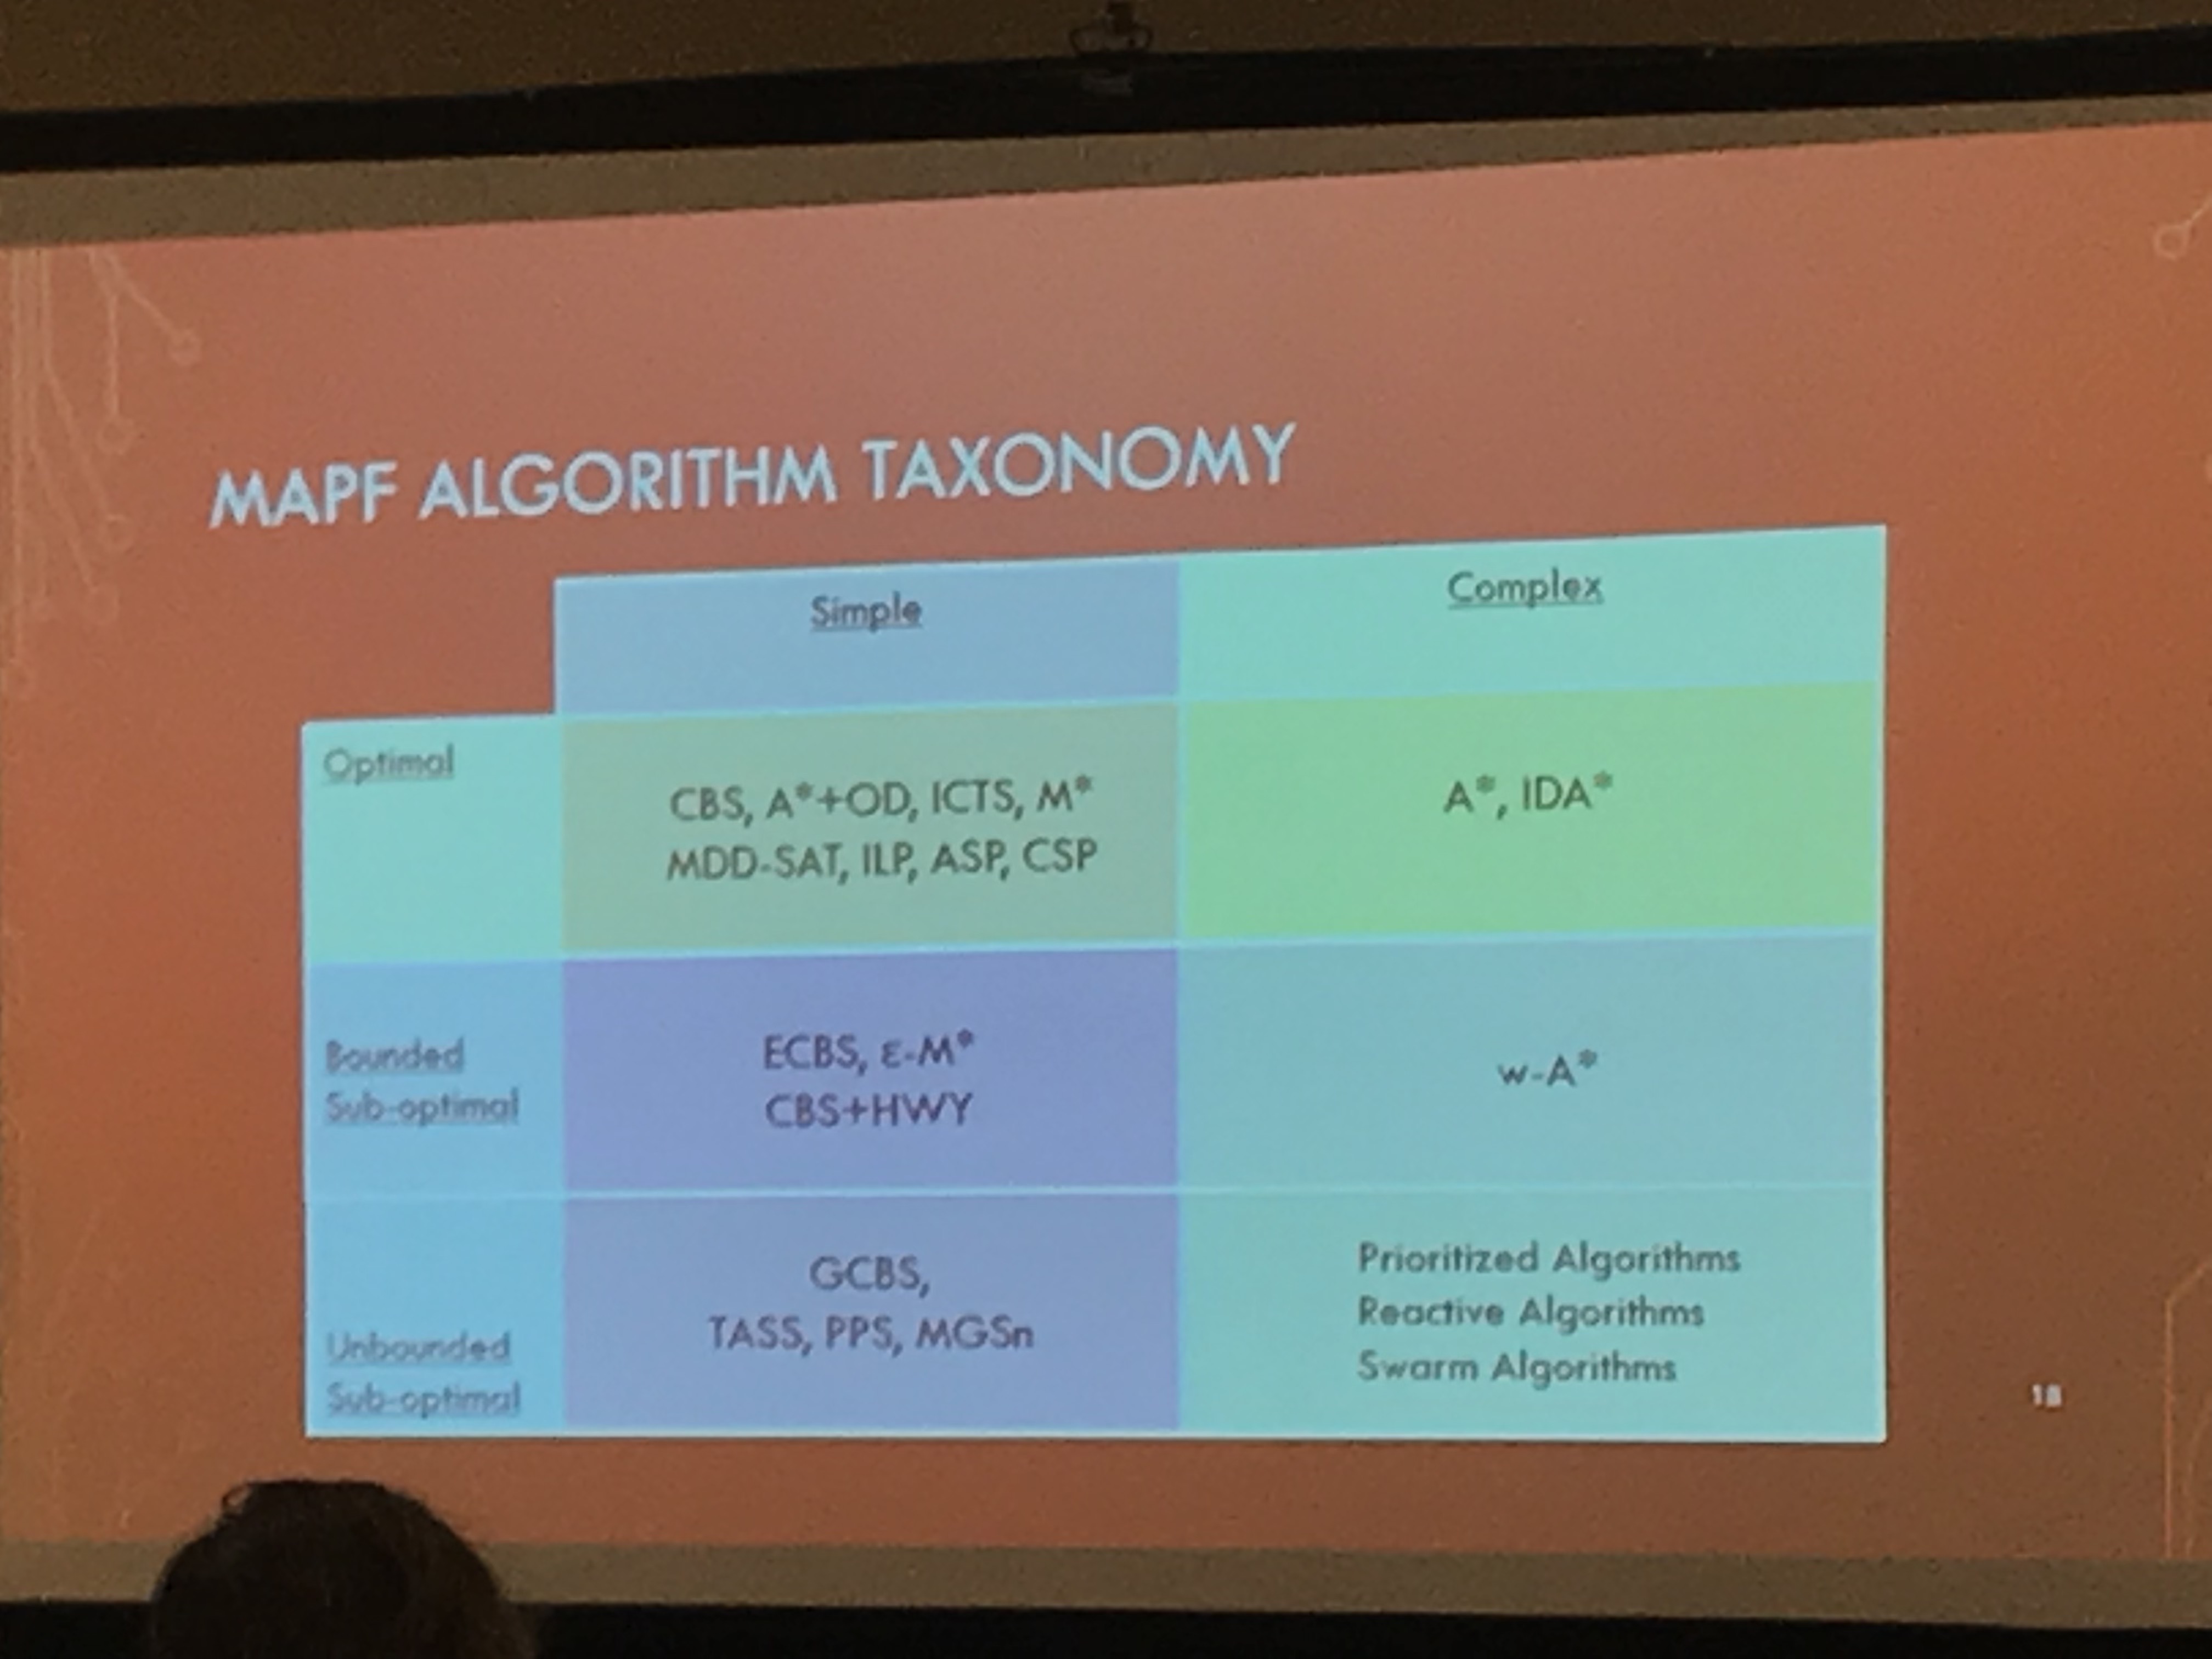 MAPF ALGORITHM TAXONOMY
Simple
Complex
Optimal
CBS, A*+OD, ICTS, M*
MDD-SAT, ILP, ASP, CSP
A*, IDA*
Bounded
Sub-optimal
ECBS, ε-M*
CBS+HWY
w-A*
Unbounded
Sub-optimal
GCBS,
TASS, PPS, MGSn
Prioritized Algorithms
Reactive Algorithms
Swarm Algorithms
18